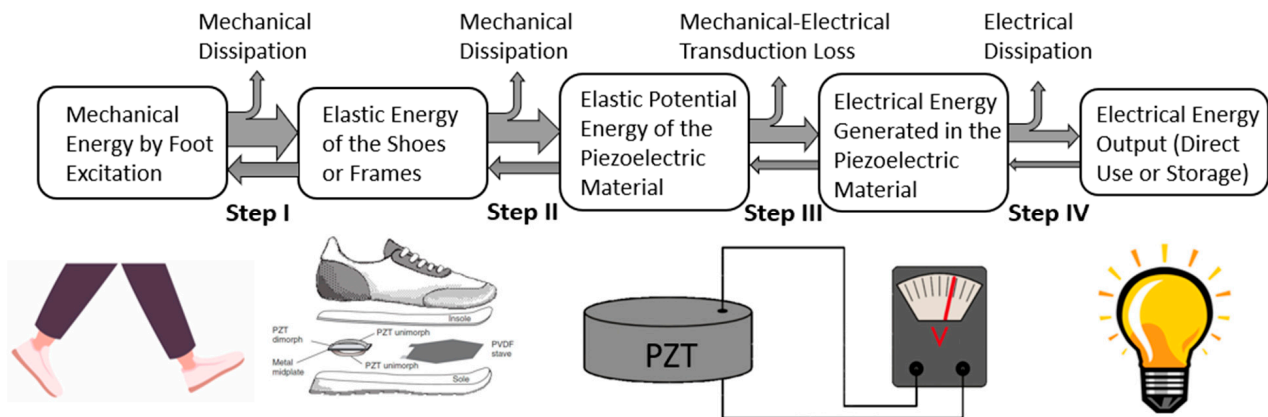 Mechanical
Dissipation
Mechanical
Dissipation
Mechanical-Electrical
Transduction Loss
Electrical
Dissipation
Mechanical
Energy by Foot
Excitation
Elastic Energy
of the Shoes
or Frames
Elastic Potential
Energy of the
Piezoelectric
Material
Electrical Energy
Generated in the
Piezoelectric
Material
Electrical Energy
Output (Direct
Use or Storage)
Step I
Step II
Step III
Step IV
Insole
PZT
dimorph
PZT unimorph
Metal
midplate
PZT unimorph
PVDF
stave
Sole
PZT
V